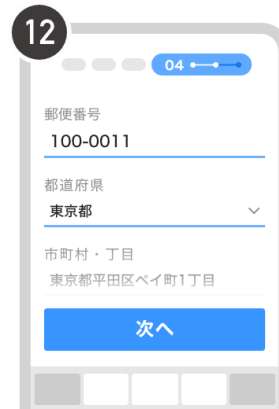 12
04
郵便番号
100-0011
都道府県
東京都
市町村・丁目
東京都平田区ベイ町1丁目
次へ